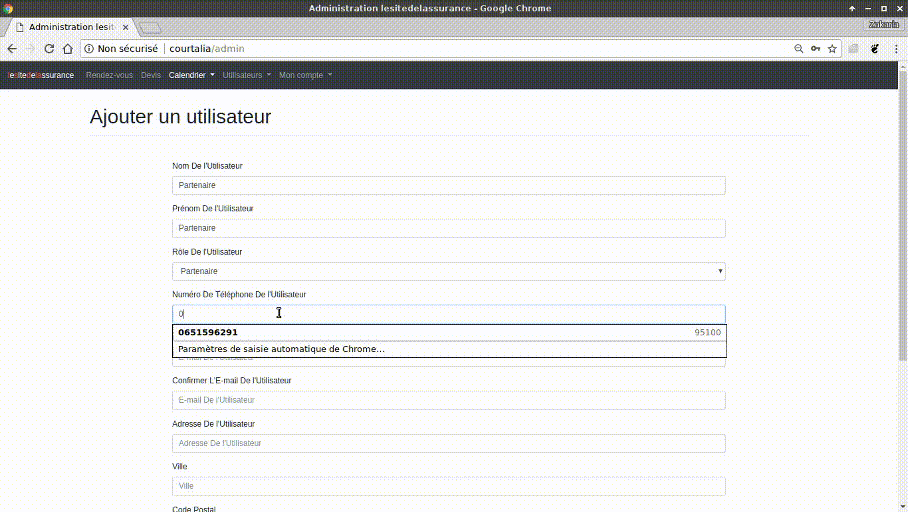 Administration lesitedelassurance - Google Chrome
Administration lesit
Zakaria
Non sécurisé courtalia/admin
lesitedelassurance Rendez-vous Devis Calendrier Utilisateurs Mon compte
Ajouter un utilisateur
Nom De l'Utilisateur
Partenaire
Prénom De l'Utilisateur
Partenaire
Rôle De l'Utilisateur
Partenaire
Numéro De Téléphone De l'Utilisateur
0
0651596291 95100
Paramètres de saisie automatique de Chrome...
Confirmer L'E-mail De l'Utilisateur
E-mail De l'Utilisateur
Adresse De l'Utilisateur
Adresse De l'Utilisateur
Ville
Ville
Code Postal